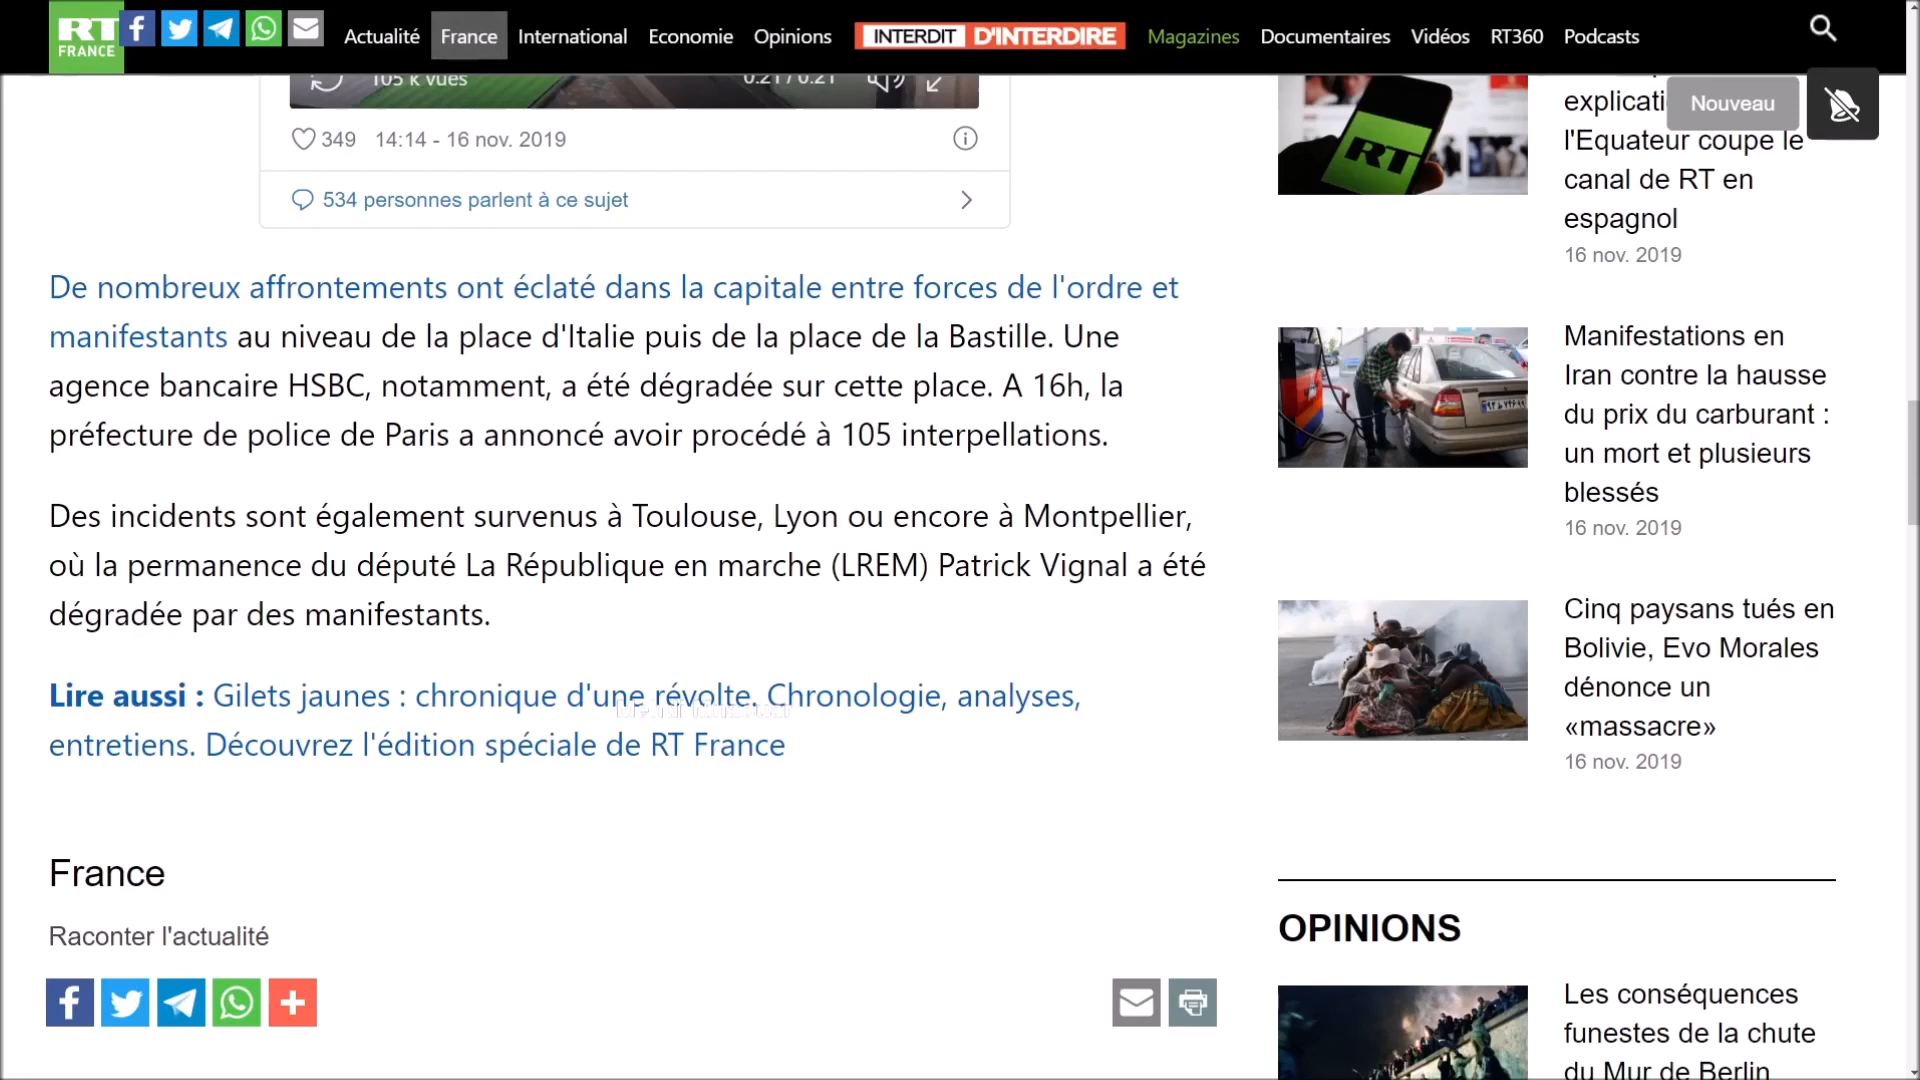 RT
FRANCE
Actualité France International Economie Opinions INTERDIT D'INTERDIRE Magazines Documentaires Vidéos RT360 Podcasts
105 k vues 0:21 / 0:21
349 14:14 - 16 nov. 2019
534 personnes parlent à ce sujet
De nombreux affrontements ont éclaté dans la capitale entre forces de l'ordre et
manifestants au niveau de la place d'Italie puis de la place de la Bastille. Une
agence bancaire HSBC, notamment, a été dégradée sur cette place. A 16h, la
préfecture de police de Paris a annoncé avoir procédé à 105 interpellations.
Des incidents sont également survenus à Toulouse, Lyon ou encore à Montpellier,
où la permanence du député La République en marche (LREM) Patrick Vignal a été
dégradée par des manifestants.
Lire aussi : Gilets jaunes : chronique d'une révolte. Chronologie, analyses,
entretiens. Découvrez l'édition spéciale de RT France
France
Raconter l'actualité
Nouveau
RT
l'Equateur coupe le
canal de RT en
espagnol
16 nov. 2019
Manifestations en
Iran contre la hausse
du prix du carburant :
un mort et plusieurs
blessés
16 nov. 2019
Cinq paysans tués en
Bolivie, Evo Morales
dénonce un
«massacre»
16 nov. 2019
OPINIONS
Les conséquences
funestes de la chute
du Mur de Berlin